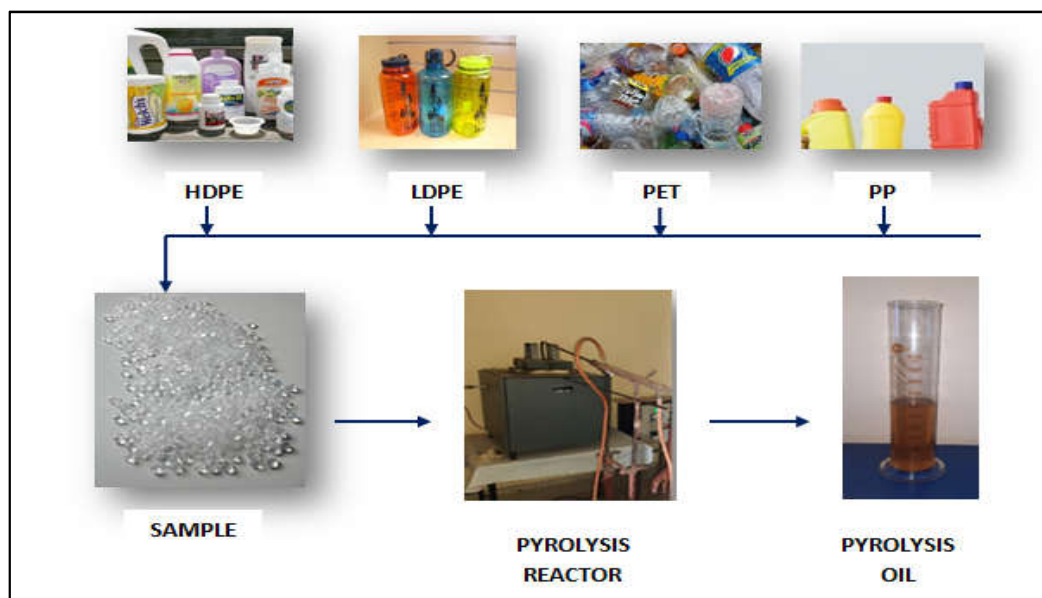 HDPE
LDPE
PET
PP
SAMPLE
PYROLYSIS
REACTOR
PYROLYSIS
OIL